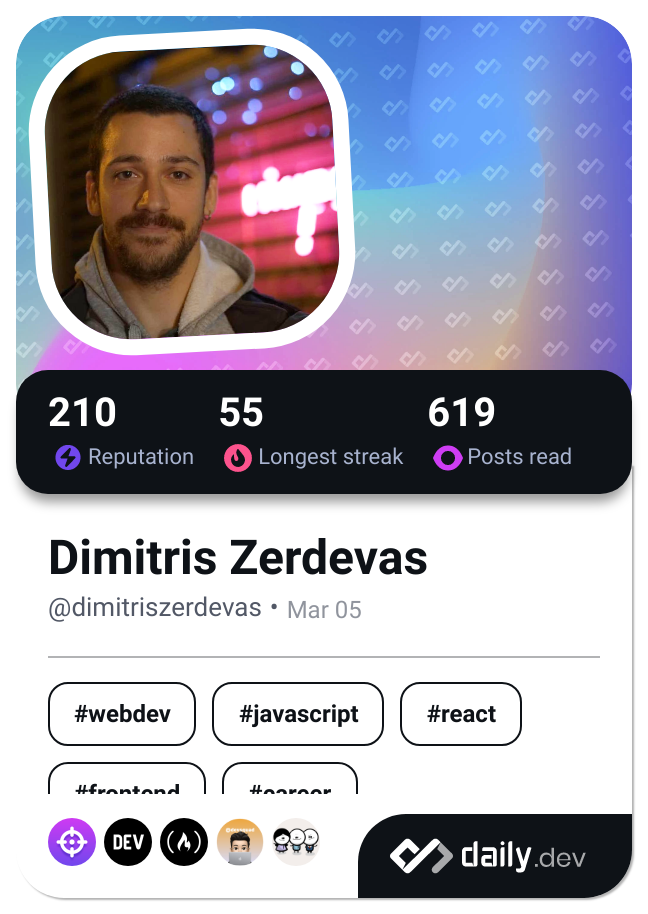 210 55 619
Reputation Longest streak Posts read
Dimitris Zerdevas
@dimitriszerdevas • Mar 05
#webdev #javascript #react
#frontend #career
DEV
daily.dev